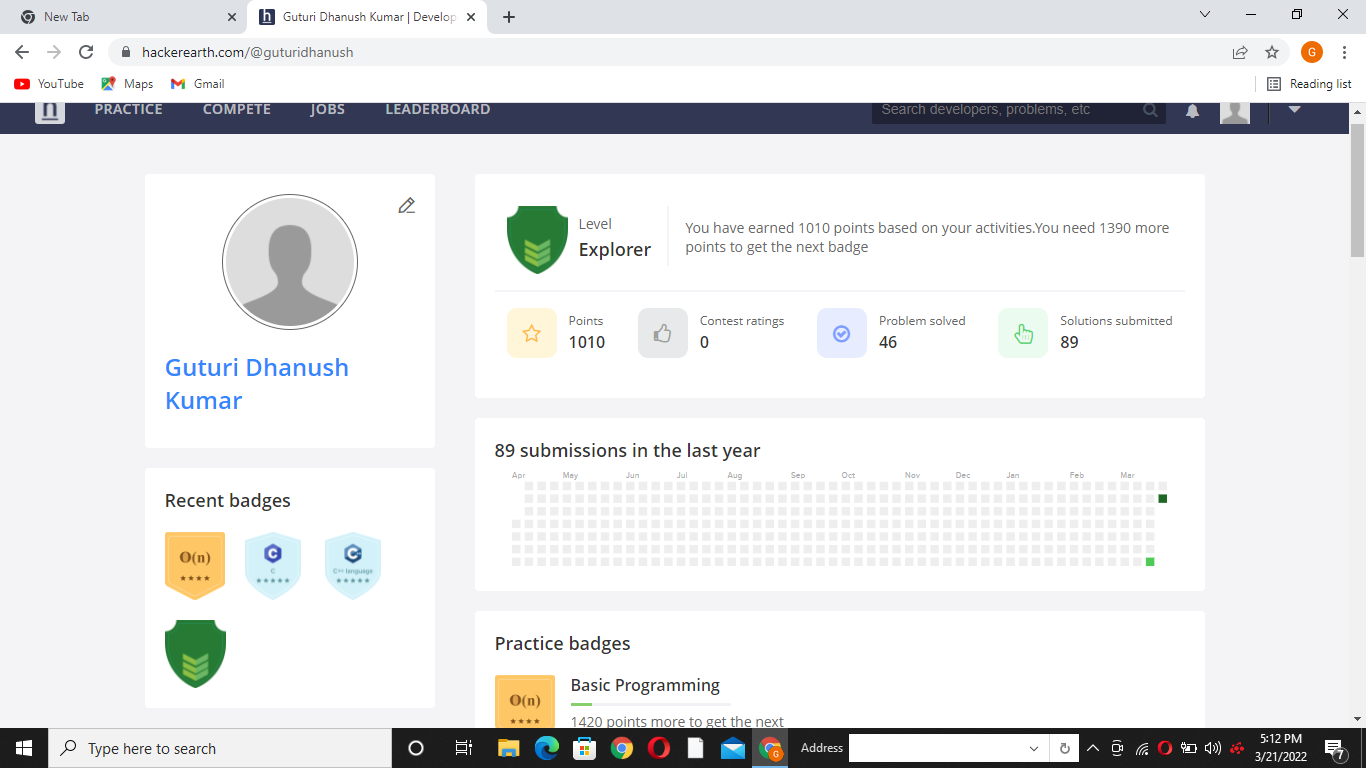 New Tab
Guturi Dhanush Kumar | Develop
hackerearth.com/@guturidhanush
G
YouTube
Maps
Gmail
Reading list
h
PRACTICE
COMPETE
JOBS
LEADERBOARD
Search developers, problems, etc
Guturi Dhanush
Kumar
Level
Explorer
You have earned 1010 points based on your activities.You need 1390 more
points to get the next badge
Points
1010
Contest ratings
0
Problem solved
46
Solutions submitted
89
89 submissions in the last year
Apr May Jun Jul Aug Sep Oct Nov Dec Jan Feb Mar
Recent badges
O(n)
C
C
C++ language
Practice badges
O(n)
Basic Programming
1420 points more to get the next
Type here to search
G
Address
5:12 PM
3/21/2022
7